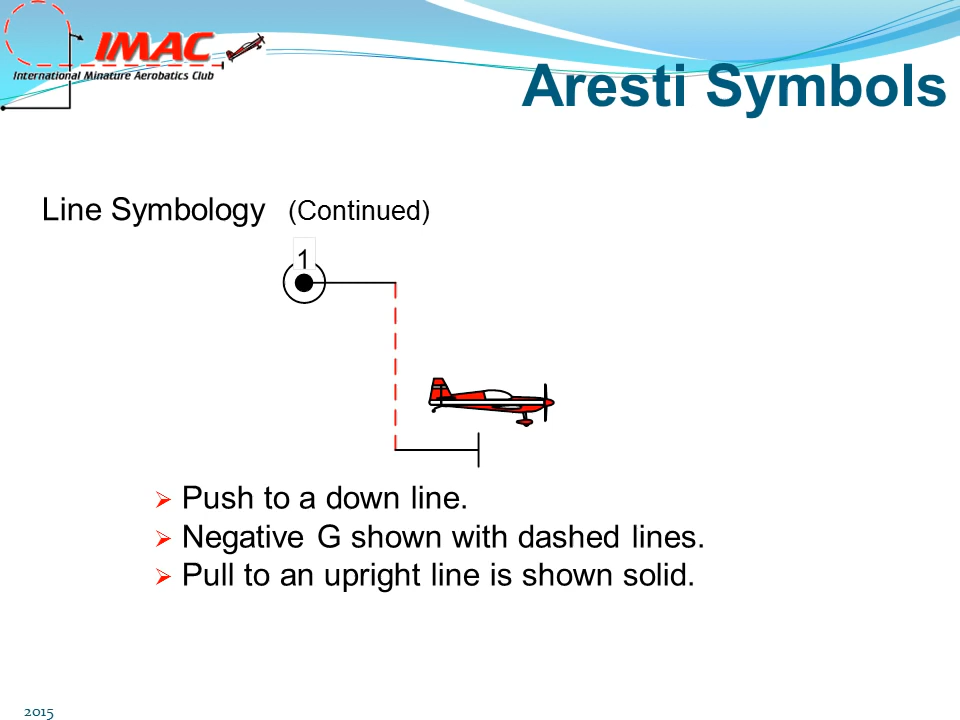 IMAC
International Minature Aerobatics Club
Aresti Symbols
Line Symbology (Continued)
1
Push to a down line.
Negative G shown with dashed lines.
Pull to an upright line is shown solid.
2015